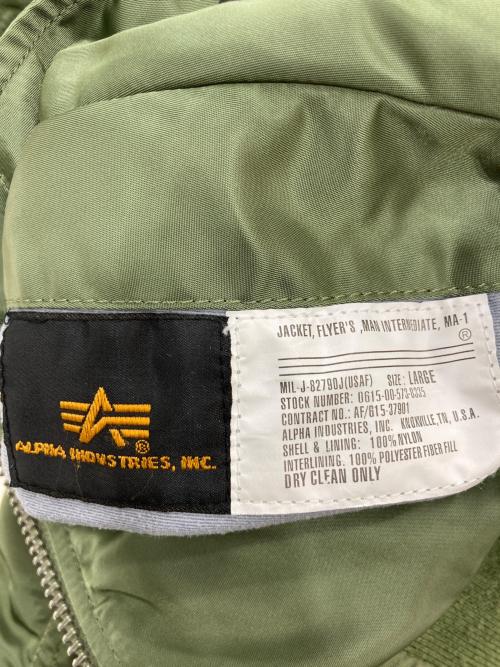 ALPHA INDUSTRIES, INC.
®
JACKET, FLYER'S ,MAN INTERMEDIATE, MA-1
®
MIL-J-82790J(USAF) SIZE: LARGE
STOCK NUMBER: 0615-00-573-8335
CONTRACT NO.: AF/G15-37901
ALPHA INDUSTRIES, INC. KNOXVILLE,TN, U.S.A.
SHELL & LINING: 100% NYLON
INTERLINING. 100% POLYESTER FIBER FILL
DRY CLEAN ONLY